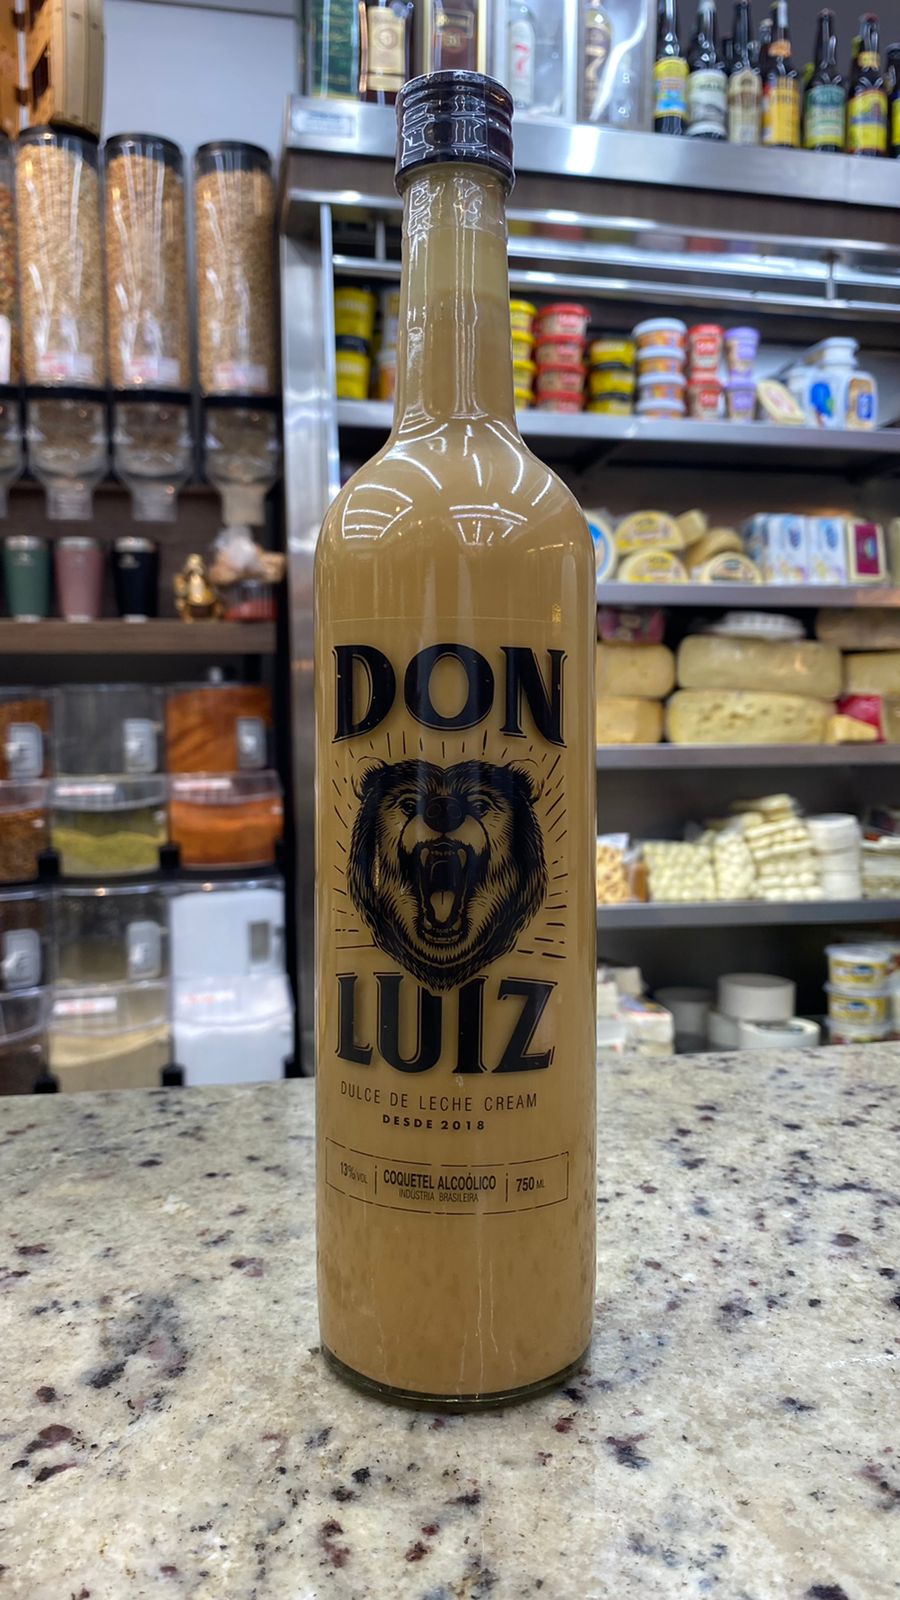 DON
LUIZ
DULCE DE LECHE CREAM
DESDE 2018
13%VOL
COQUETEL ALCOÓLICO
INDÚSTRIA BRASILEIRA
750 ML